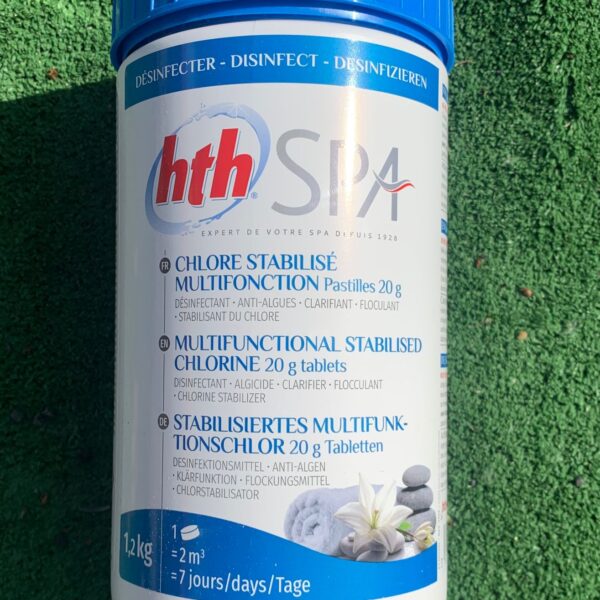 DÉSINFECTER - DISINFECT - DESINFIZIEREN
hth® SPA
EXPERT DE VOTRE SPA DEPUIS 1928
FR CHLORE STABILISÉ
MULTIFONCTION Pastilles 20 g
DÉSINFECTANT • ANTI-ALGUES • CLARIFIANT • FLOCULANT
• STABILISANT DU CHLORE
EN MULTIFUNCTIONAL STABILISED
CHLORINE 20 g tablets
DISINFECTANT • ALGICIDE • CLARIFIER • FLOCCULANT
• CHLORINE STABILIZER
DE STABILISIERTES MULTIFUNK-
TIONSCHLOR 20 g Tabletten
DESINFEKTIONSMITTEL • ANTI-ALGEN
• KLÄRFUNKTION • FLOCKUNGSMITTEL
• CHLORSTABILISATOR
1,2 kg
1
= 2 m³
= 7 jours/days/Tage